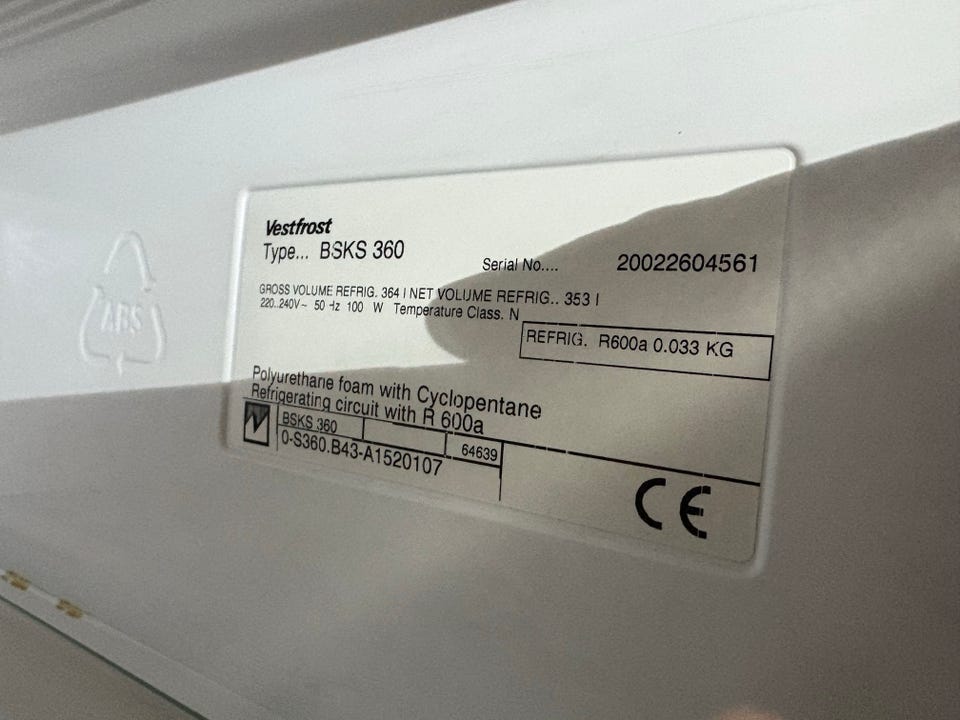 Vestfrost
Type... BSKS 360
Serial No.... 20022604561
GROSS VOLUME REFRIG. 364 l NET VOLUME REFRIG.. 353 l
220..240V~ 50 Hz 100 W Temperature Class. N
REFRIG. R600a 0.033 KG
Polyurethane foam with Cyclopentane
Refrigerating circuit with R 600a
BSKS 360 64639
0-S360.B43-A1520107
CE
ABS